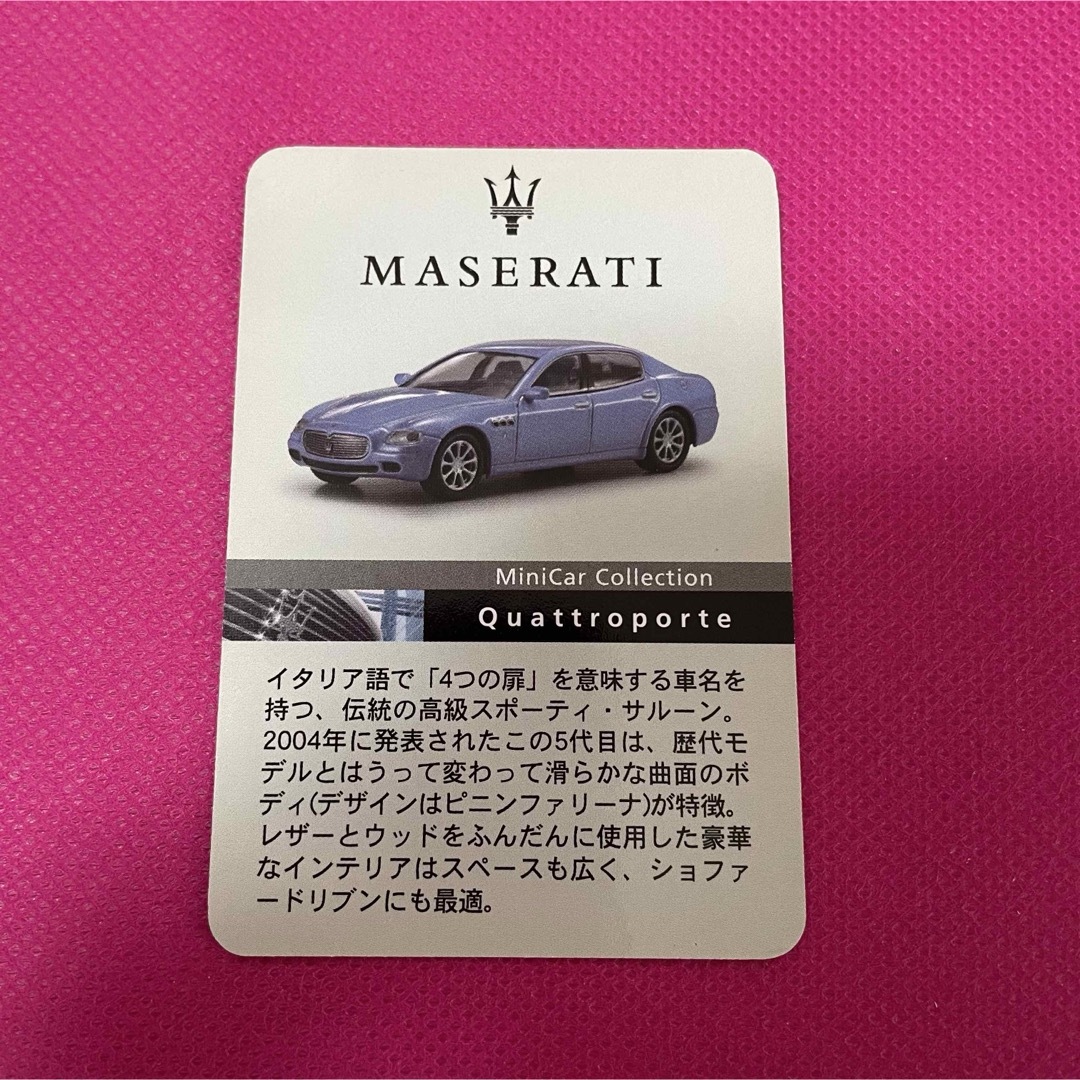 MASERATI
MiniCar Collection
Quattroporte
イタリア語で「4つの扉」を意味する車名を
持つ、伝統の高級スポーティ・サルーン。
2004年に発表されたこの5代目は、歴代モ
デルとはうって変わって滑らかな曲面のボ
ディ(デザインはピニンファリーナ)が特徴。
レザーとウッドをふんだんに使用した豪華
なインテリアはスペースも広く、ショファ
ードリブンにも最適。